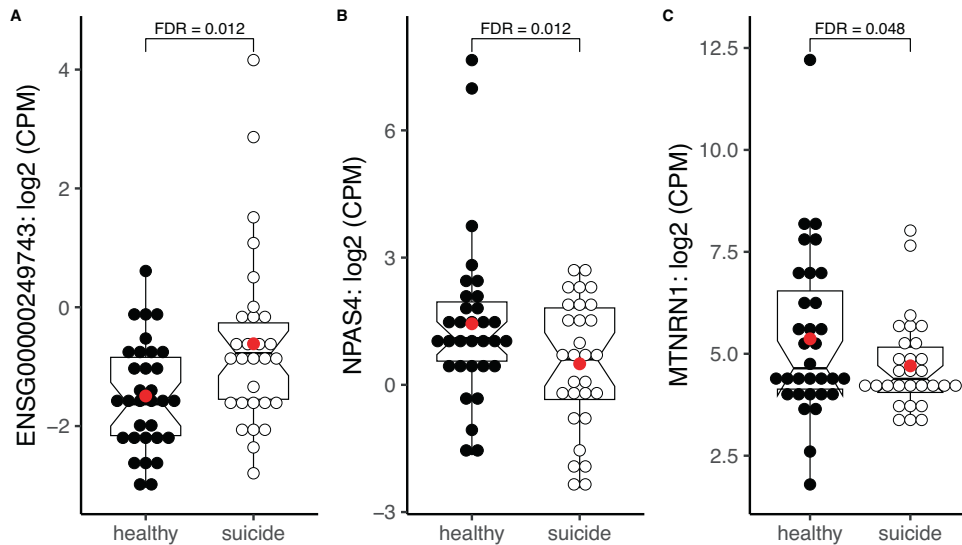 A
FDR = 0.012
ENSG00000249743: log2 (CPM)
4
2
0
−2
healthy
suicide
B
FDR = 0.012
NPAS4: log2 (CPM)
6
3
0
−3
healthy
suicide
C
FDR = 0.048
MTNRN1: log2 (CPM)
12.5
10.0
7.5
5.0
2.5
healthy
suicide